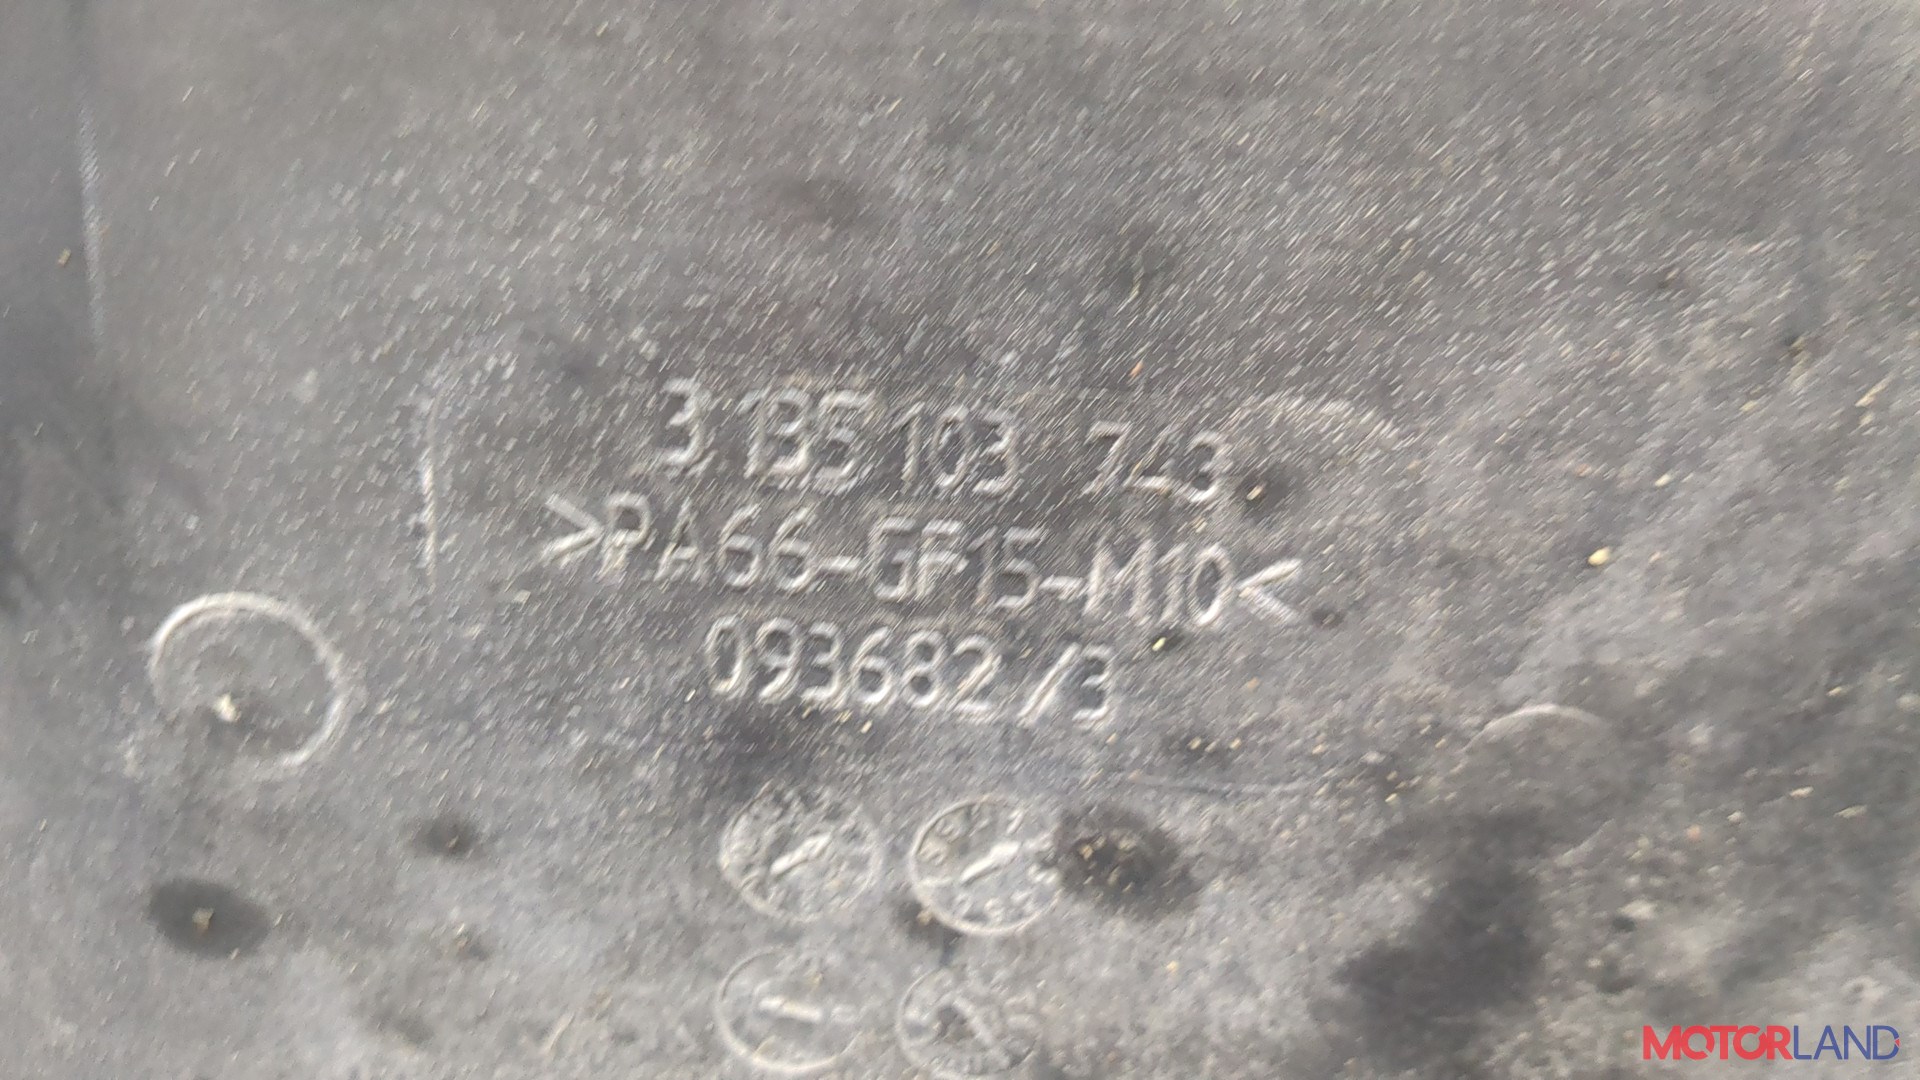 3 135 103 743
>PA66-GF15-M10<
093682/3
MOTORLAND